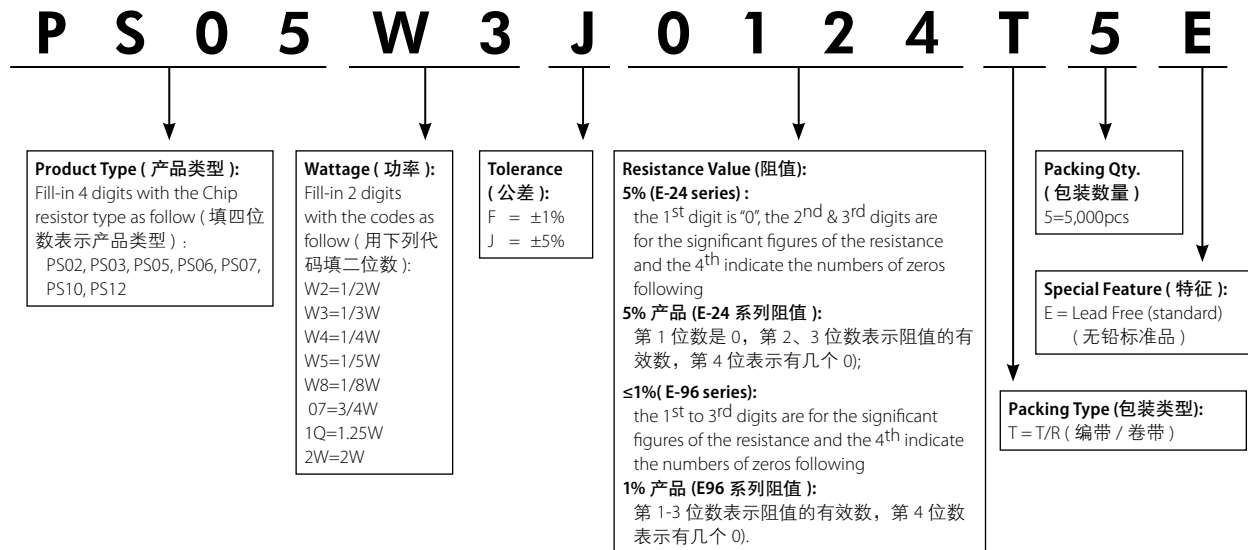 P S 0 5 W 3 J 0 1 2 4 T 5 E
Product Type ( 产品类型 ):
Fill-in 4 digits with the Chip
resistor type as follow ( 填四位
数表示产品类型 ) :
PS02, PS03, PS05, PS06, PS07,
PS10, PS12
Wattage ( 功率 ):
Fill-in 2 digits
with the codes as
follow ( 用下列代
码填二位数 ):
W2=1/2W
W3=1/3W
W4=1/4W
W5=1/5W
W8=1/8W
07=3/4W
1Q=1.25W
2W=2W
Tolerance
( 公差 ):
F = ±1%
J = ±5%
Resistance Value (阻值):
5% (E-24 series) :
the 1st digit is "0", the 2nd & 3rd digits are
for the significant figures of the resistance
and the 4th indicate the numbers of zeros
following
5% 产品 (E-24 系列阻值 ):
第 1 位数是 0，第 2、3 位数表示阻值的有
效数，第 4 位表示有几个 0);
≤1%( E-96 series):
the 1st to 3rd digits are for the significant
figures of the resistance and the 4th indicate
the numbers of zeros following
1% 产品 (E96 系列阻值 ):
第 1-3 位数表示阻值的有效数，第 4 位数
表示有几个 0).
Packing Qty.
( 包装数量 )
5=5,000pcs
Special Feature ( 特征 ):
E = Lead Free (standard)
( 无铅标准品 )
Packing Type (包装类型):
T = T/R ( 编带 / 卷带 )